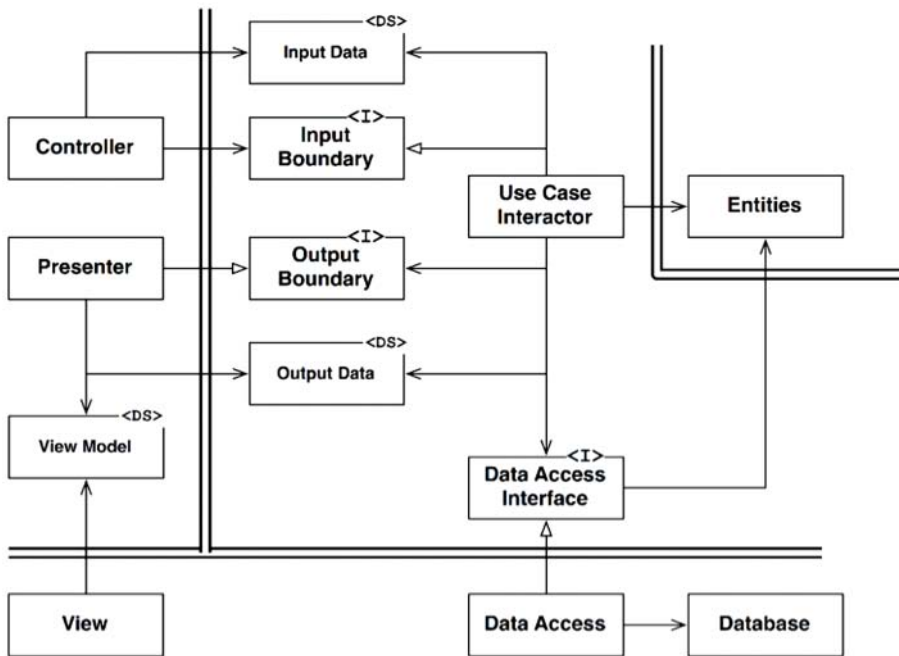 <DS>
Input Data
<I>
Controller
Input
Boundary
Use Case
Interactor
Entities
<I>
Presenter
Output
Boundary
<DS>
Output Data
<DS>
View Model
<I>
Data Access
Interface
View
Data Access
Database